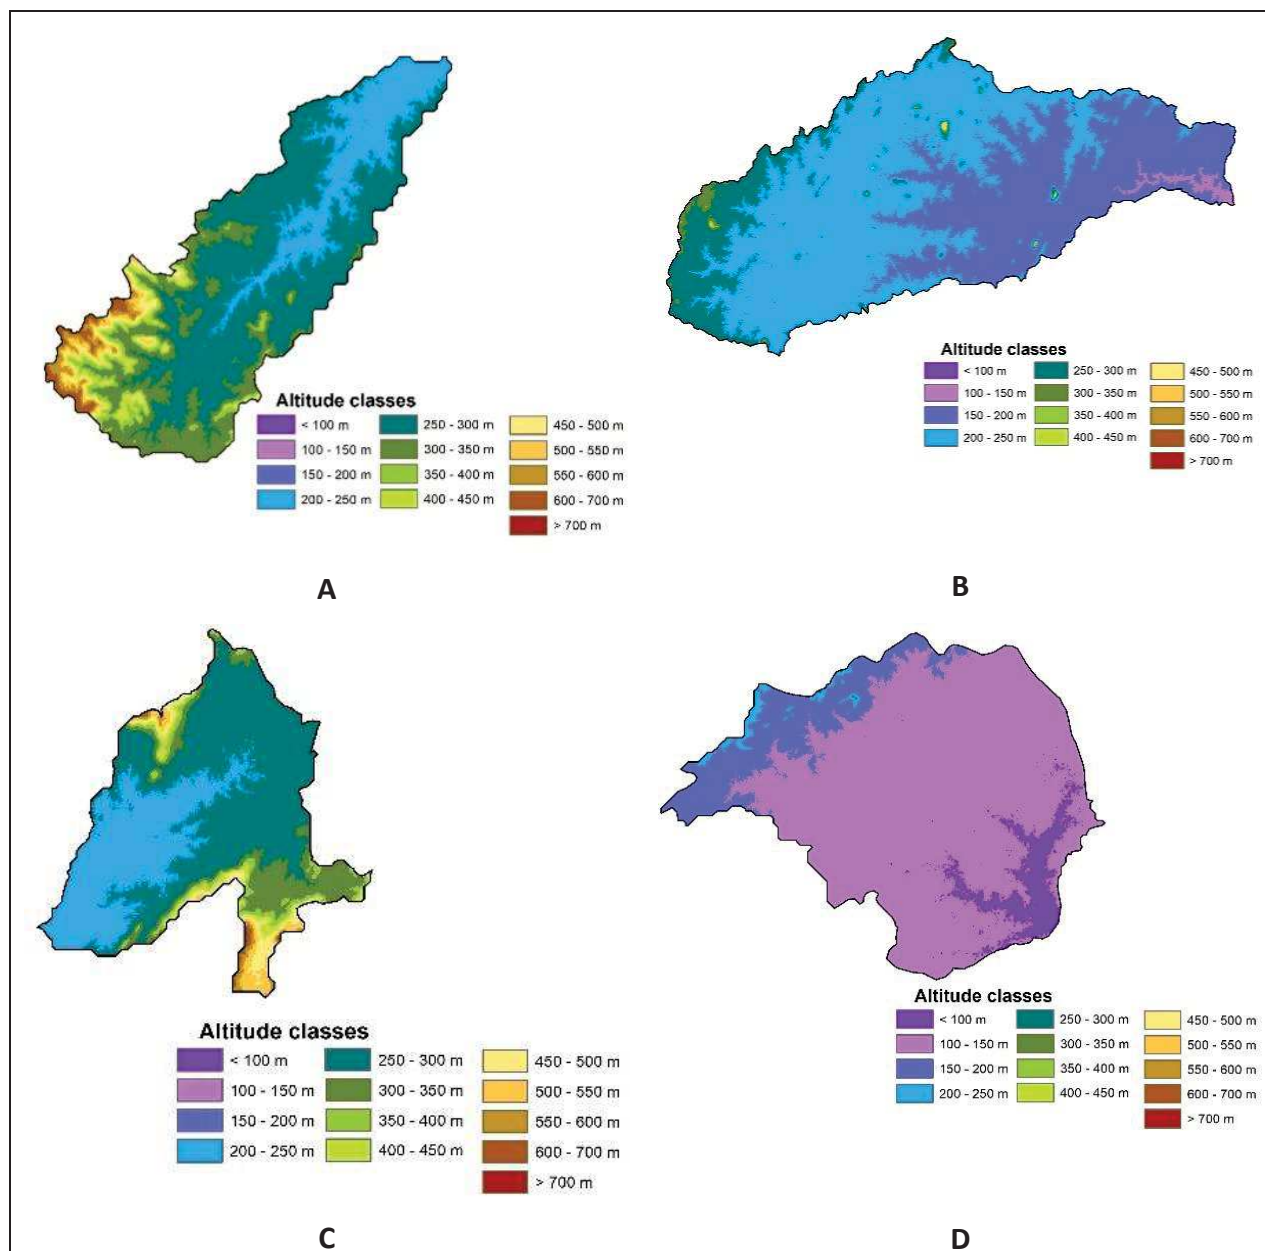 Altitude classes
< 100 m 250 - 300 m 450 - 500 m
100 - 150 m 300 - 350 m 500 - 550 m
150 - 200 m 350 - 400 m 550 - 600 m
200 - 250 m 400 - 450 m 600 - 700 m
> 700 m
A
Altitude classes
< 100 m 250 - 300 m 450 - 500 m
100 - 150 m 300 - 350 m 500 - 550 m
150 - 200 m 350 - 400 m 550 - 600 m
200 - 250 m 400 - 450 m 600 - 700 m
> 700 m
B
Altitude classes
< 100 m 250 - 300 m 450 - 500 m
100 - 150 m 300 - 350 m 500 - 550 m
150 - 200 m 350 - 400 m 550 - 600 m
200 - 250 m 400 - 450 m 600 - 700 m
> 700 m
C
Altitude classes
< 100 m 250 - 300 m 450 - 500 m
100 - 150 m 300 - 350 m 500 - 550 m
150 - 200 m 350 - 400 m 550 - 600 m
200 - 250 m 400 - 450 m 600 - 700 m
> 700 m
D